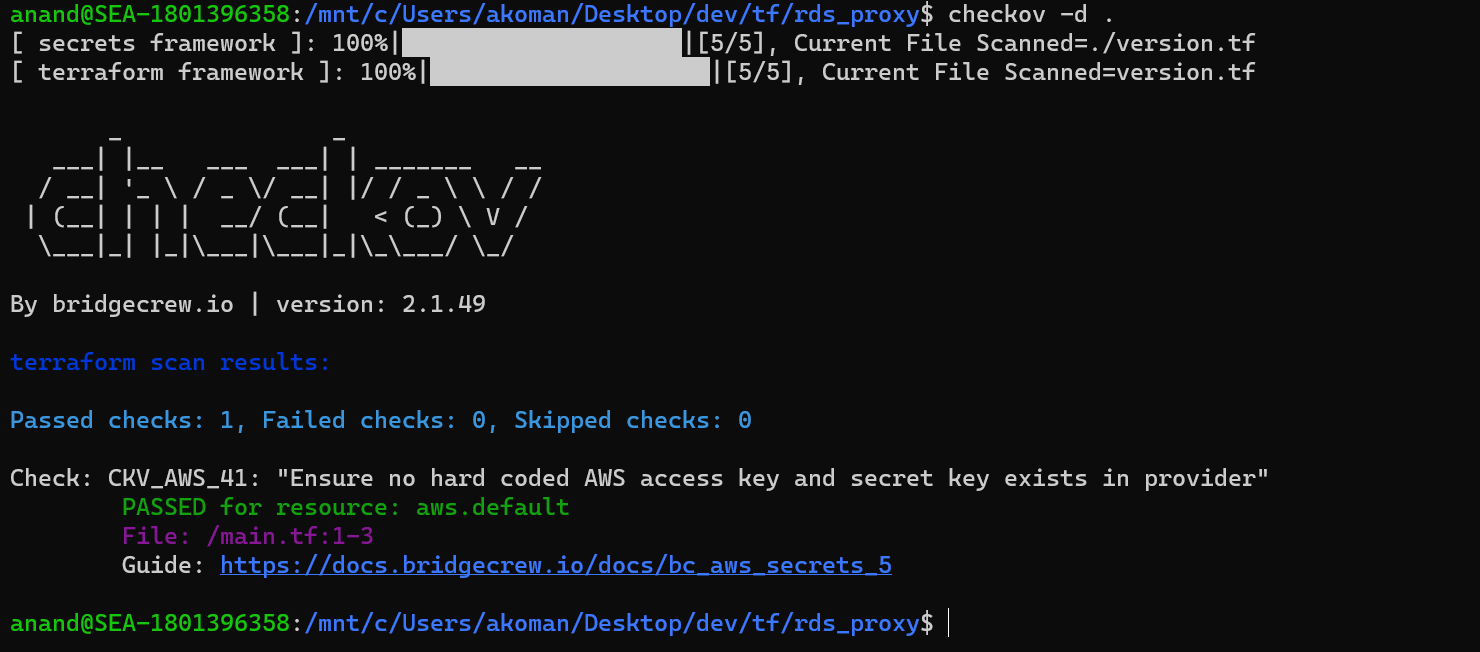 anand@SEA-1801396358:/mnt/c/Users/akoman/Desktop/dev/tf/rds_proxy$ checkov -d .
[ secrets framework ]: 100%|████████████████████|[5/5], Current File Scanned=./version.tf
[ terraform framework ]: 100%|████████████████████|[5/5], Current File Scanned=version.tf
       _               _
   ___| |__   ___  ___| | _______   __
  / __| '_ \ / _ \/ __| |/ / _ \ \ / /
 | (__| | | |  __/ (__|   < (_) \ V /
  \___|_| |_|\___|\___|_|\_\___/ \_/
By bridgecrew.io | version: 2.1.49
terraform scan results:
Passed checks: 1, Failed checks: 0, Skipped checks: 0
Check: CKV_AWS_41: "Ensure no hard coded AWS access key and secret key exists in provider"
        PASSED for resource: aws.default
        File: /main.tf:1-3
        Guide: https://docs.bridgecrew.io/docs/bc_aws_secrets_5
anand@SEA-1801396358:/mnt/c/Users/akoman/Desktop/dev/tf/rds_proxy$